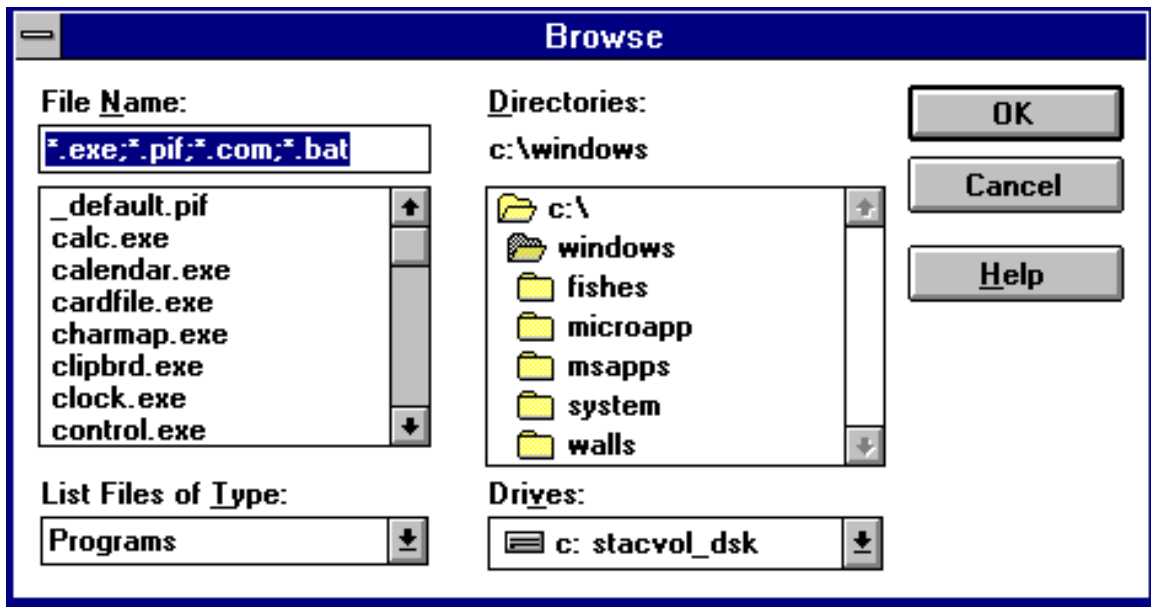 Browse
File Name:
*.exe;*.pif;*.com;*.bat
_default.pif
calc.exe
calendar.exe
cardfile.exe
charmap.exe
clipbrd.exe
clock.exe
control.exe
List Files of Type:
Programs
Directories:
c:\windows
c:\
windows
fishes
microapp
msapps
system
walls
Drives:
c: stacvol_dsk
OK
Cancel
Help